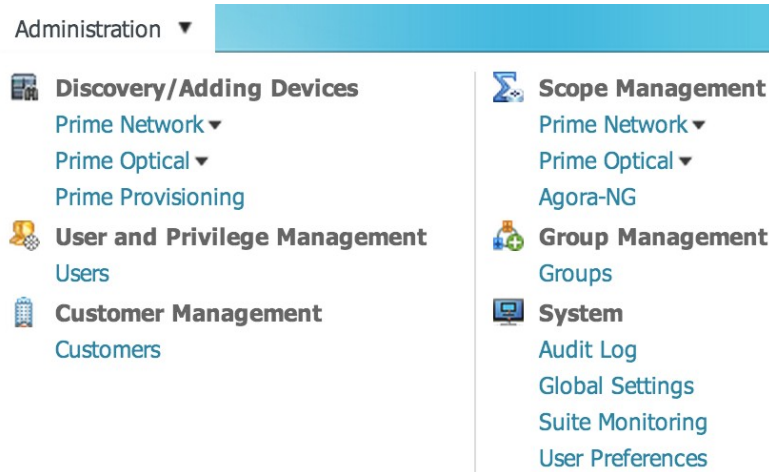 Administration ▼
Discovery/Adding Devices
Prime Network ▼
Prime Optical ▼
Prime Provisioning
User and Privilege Management
Users
Customer Management
Customers
Scope Management
Prime Network ▼
Prime Optical ▼
Agora-NG
Group Management
Groups
System
Audit Log
Global Settings
Suite Monitoring
User Preferences